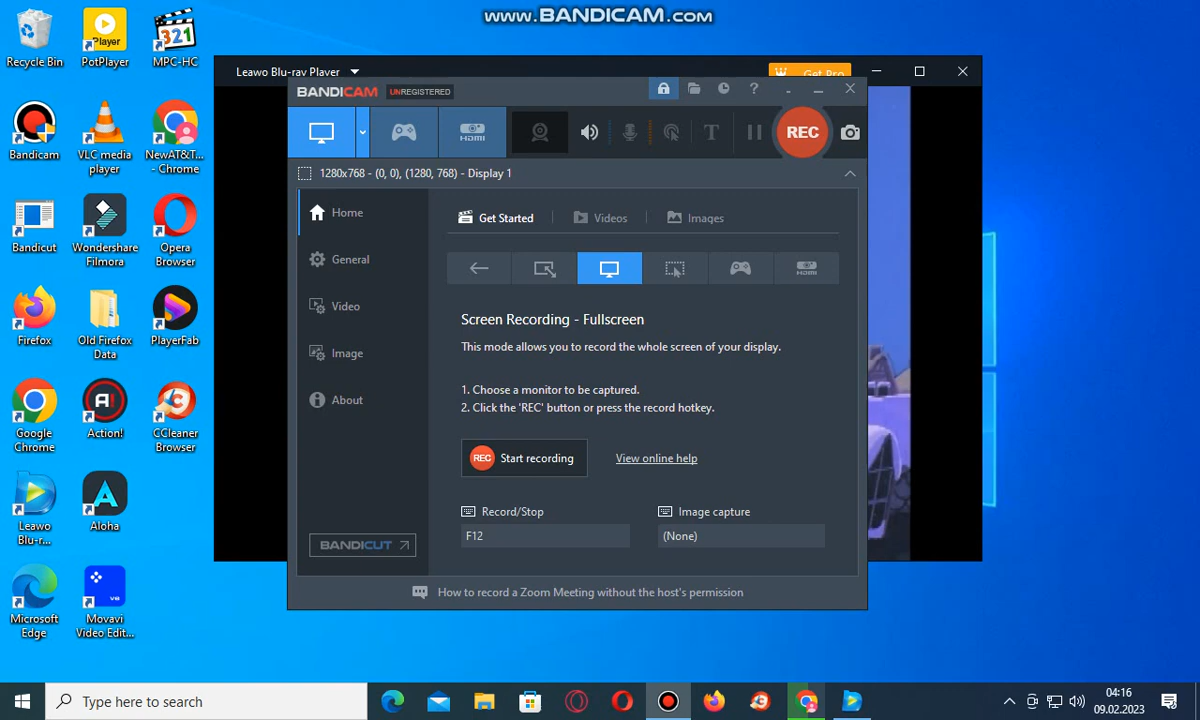 www.BANDICAM.com
Recycle Bin
Player
PotPlayer
321
MPC-HC
Bandicam
VLC media
player
NewAT&T...
- Chrome
Bandicut
Wondershare
Filmora
Opera
Browser
Firefox
Old Firefox
Data
PlayerFab
Google
Chrome
A!
Action!
CCleaner
Browser
Leawo
Blu-r...
Aloha
Microsoft
Edge
V6
Movavi
Video Edit...
Leawo Blu-ray Player
Get Pro
BANDICAM UNREGISTERED
?
HDMI
T
REC
1280x768 - (0, 0), (1280, 768) - Display 1
Home
General
Video
Image
About
BANDICUT
Get Started
Videos
Images
HDMI
Screen Recording - Fullscreen
This mode allows you to record the whole screen of your display.
1. Choose a monitor to be captured.
2. Click the 'REC' button or press the record hotkey.
REC Start recording
View online help
Record/Stop
F12
Image capture
(None)
How to record a Zoom Meeting without the host's permission
Type here to search
04:16
09.02.2023